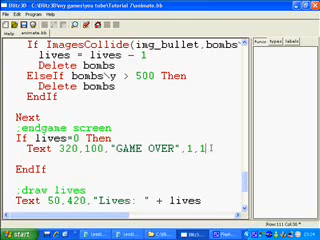 Blitz3D - [E:\Blitz3D\my games\you tube\Tutorial 7\animate.bb]
File Edit Program Help
animate.bb
If ImagesCollide(img_bullet,bombs\
lives = lives - 1
Delete bombs
ElseIf bombs\y > 500 Then
Delete bombs
EndIf
Next
;endgame screen
If lives=0 Then
Text 320,100,"GAME OVER",1,1
EndIf
;draw lives
Text 50,420,"Lives: " + lives
Funcs types labels
start